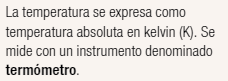 La temperatura se expresa como
temperatura absoluta en kelvin (K). Se
mide con un instrumento denominado
termómetro.